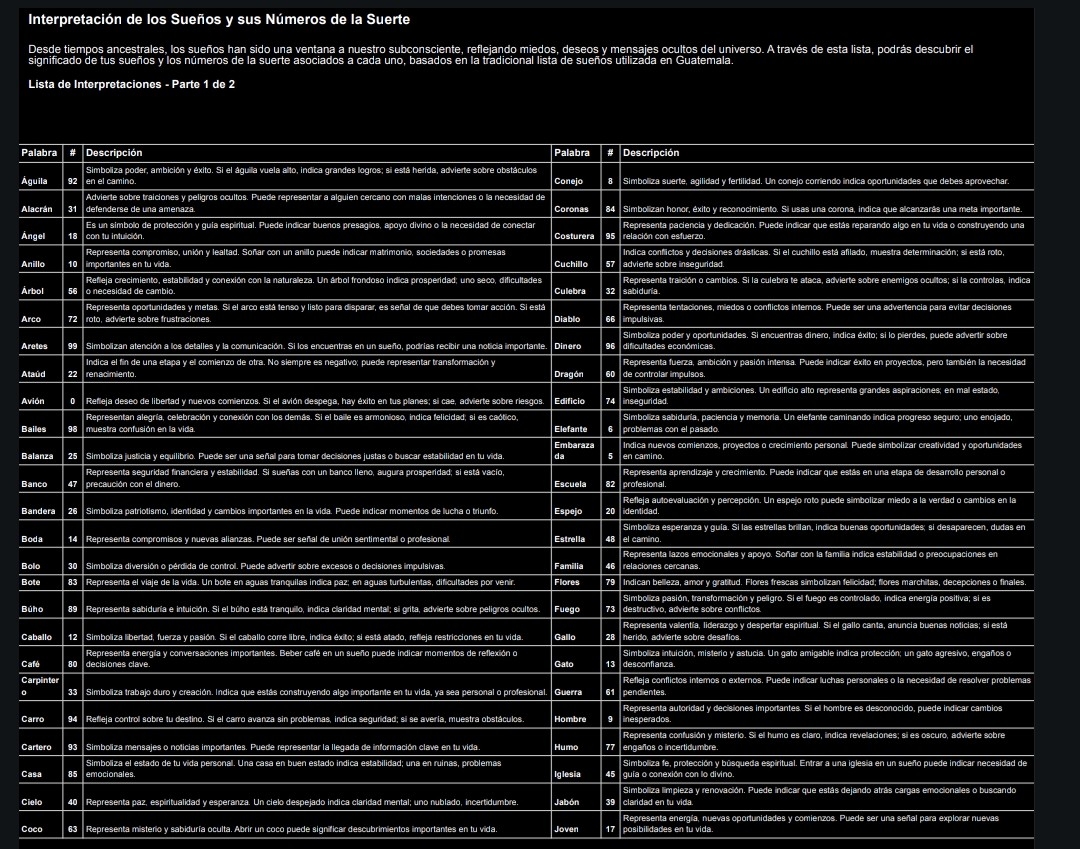 Interpretación de los Sueños y sus Números de la Suerte
Desde tiempos ancestrales, los sueños han sido una ventana a nuestro subconsciente, reflejando miedos, deseos y mensajes ocultos del universo. A través de esta lista, podrás descubrir el
significado de tus sueños y los números de la suerte asociados a cada uno, basados en la tradicional lista de sueños utilizada en Guatemala.
Lista de Interpretaciones - Parte 1 de 2
Palabra # Descripción Palabra # Descripción
Simboliza poder, ambición y éxito. Si el águila vuela alto, indica grandes logros; si está herida, advierte sobre obstáculos
Águila 92 en el camino. Conejo 8 Simboliza suerte, agilidad y fertilidad. Un conejo corriendo indica oportunidades que debes aprovechar.
Advierte sobre traiciones y peligros ocultos. Puede representar a alguien cercano con malas intenciones o la necesidad de
Alacrán 31 defenderse de una amenaza. Coronas 84 Simbolizan honor, éxito y reconocimiento. Si usas una corona, indica que alcanzarás una meta importante.
Es un símbolo de protección y guía espiritual. Puede indicar buenos presagios, apoyo divino o la necesidad de conectar Representa paciencia y dedicación. Puede indicar que estás reparando algo en tu vida o construyendo una
Ángel 18 con tu intuición. Costurera 95 relación con esfuerzo.
Representa compromiso, unión y lealtad. Soñar con un anillo puede indicar matrimonio, sociedades o promesas Indica conflictos y decisiones drásticas. Si el cuchillo está afilado, muestra determinación; si está roto,
Anillo 10 importantes en tu vida. Cuchillo 57 advierte sobre inseguridad.
Refleja crecimiento, estabilidad y conexión con la naturaleza. Un árbol frondoso indica prosperidad; uno seco, dificultades Representa traición o cambios. Si la culebra te ataca, advierte sobre enemigos ocultos; si la controlas, indica
Árbol 56 o necesidad de cambio. Culebra 32 sabiduría.
Representa oportunidades y metas. Si el arco está tenso y listo para disparar, es señal de que debes tomar acción. Si está Representa tentaciones, miedos o conflictos internos. Puede ser una advertencia para evitar decisiones
Arco 72 roto, advierte sobre frustraciones. Diablo 66 impulsivas.
Simboliza poder y oportunidades. Si encuentras dinero, indica éxito; si lo pierdes, puede advertir sobre
Aretes 99 Simbolizan atención a los detalles y la comunicación. Si los encuentras en un sueño, podrías recibir una noticia importante. Dinero 96 dificultades económicas.
Indica el fin de una etapa y el comienzo de otra. No siempre es negativo; puede representar transformación y Representa fuerza, ambición y pasión intensa. Puede indicar éxito en proyectos, pero también la necesidad
Ataúd 22 renacimiento. Dragón 60 de controlar impulsos.
Simboliza estabilidad y ambiciones. Un edificio alto representa grandes aspiraciones; en mal estado,
Avión 0 Refleja deseo de libertad y nuevos comienzos. Si el avión despega, hay éxito en tus planes; si cae, advierte sobre riesgos. Edificio 74 inseguridad.
Representan alegría, celebración y conexión con los demás. Si el baile es armonioso, indica felicidad; si es caótico, Simboliza sabiduría, paciencia y memoria. Un elefante caminando indica progreso seguro; uno enojado,
Bailes 98 muestra confusión en la vida. Elefante 6 problemas con el pasado.
Embaraza Indica nuevos comienzos, proyectos o crecimiento personal. Puede simbolizar creatividad y oportunidades
Balanza 25 Simboliza justicia y equilibrio. Puede ser una señal para tomar decisiones justas o buscar estabilidad en tu vida. da 5 en camino.
Representa seguridad financiera y estabilidad. Si sueñas con un banco lleno, augura prosperidad; si está vacío, Representa aprendizaje y crecimiento. Puede indicar que estás en una etapa de desarrollo personal o
Banco 47 precaución con el dinero. Escuela 82 profesional.
Refleja autoevaluación y percepción. Un espejo roto puede simbolizar miedo a la verdad o cambios en la
Bandera 26 Simboliza patriotismo, identidad y cambios importantes en la vida. Puede indicar momentos de lucha o triunfo. Espejo 20 identidad.
Simboliza esperanza y guía. Si las estrellas brillan, indica buenas oportunidades; si desaparecen, dudas en
Boda 14 Representa compromisos y nuevas alianzas. Puede ser señal de unión sentimental o profesional. Estrella 48 el camino.
Representa lazos emocionales y apoyo. Soñar con la familia indica estabilidad o preocupaciones en
Bolo 30 Simboliza diversión o pérdida de control. Puede advertir sobre excesos o decisiones impulsivas. Familia 46 relaciones cercanas.
Bote 83 Representa el viaje de la vida. Un bote en aguas tranquilas indica paz; en aguas turbulentas, dificultades por venir. Flores 79 Indican belleza, amor y gratitud. Flores frescas simbolizan felicidad; flores marchitas, decepciones o finales.
Simboliza pasión, transformación y peligro. Si el fuego es controlado, indica energía positiva; si es
Búho 89 Representa sabiduría e intuición. Si el búho está tranquilo, indica claridad mental; si grita, advierte sobre peligros ocultos. Fuego 73 destructivo, advierte sobre conflictos.
Representa valentía, liderazgo y despertar espiritual. Si el gallo canta, anuncia buenas noticias; si está
Caballo 12 Simboliza libertad, fuerza y pasión. Si el caballo corre libre, indica éxito; si está atado, refleja restricciones en tu vida. Gallo 28 herido, advierte sobre desafíos.
Representa energía y conversaciones importantes. Beber café en un sueño puede indicar momentos de reflexión o Simboliza intuición, misterio y astucia. Un gato amigable indica protección; un gato agresivo, engaños o
Café 80 decisiones clave. Gato 13 desconfianza.
Carpinter Refleja conflictos internos o externos. Puede indicar luchas personales o la necesidad de resolver problemas
o 33 Simboliza trabajo duro y creación. Indica que estás construyendo algo importante en tu vida, ya sea personal o profesional. Guerra 61 pendientes.
Representa autoridad y decisiones importantes. Si el hombre es desconocido, puede indicar cambios
Carro 94 Refleja control sobre tu destino. Si el carro avanza sin problemas, indica seguridad; si se avería, muestra obstáculos. Hombre 9 inesperados.
Representa confusión y misterio. Si el humo es claro, indica revelaciones; si es oscuro, advierte sobre
Cartero 93 Simboliza mensajes o noticias importantes. Puede representar la llegada de información clave en tu vida. Humo 77 engaños o incertidumbre.
Simboliza el estado de tu vida personal. Una casa en buen estado indica estabilidad; una en ruinas, problemas Simboliza fe, protección y búsqueda espiritual. Entrar a una iglesia en un sueño puede indicar necesidad de
Casa 85 emocionales. Iglesia 45 guía o conexión con lo divino.
Simboliza limpieza y renovación. Puede indicar que estás dejando atrás cargas emocionales o buscando
Cielo 40 Representa paz, espiritualidad y esperanza. Un cielo despejado indica claridad mental; uno nublado, incertidumbre. Jabón 39 claridad en tu vida.
Representa energía, nuevas oportunidades y comienzos. Puede ser una señal para explorar nuevas
Coco 63 Representa misterio y sabiduría oculta. Abrir un coco puede significar descubrimientos importantes en tu vida. Joven 17 posibilidades en tu vida.